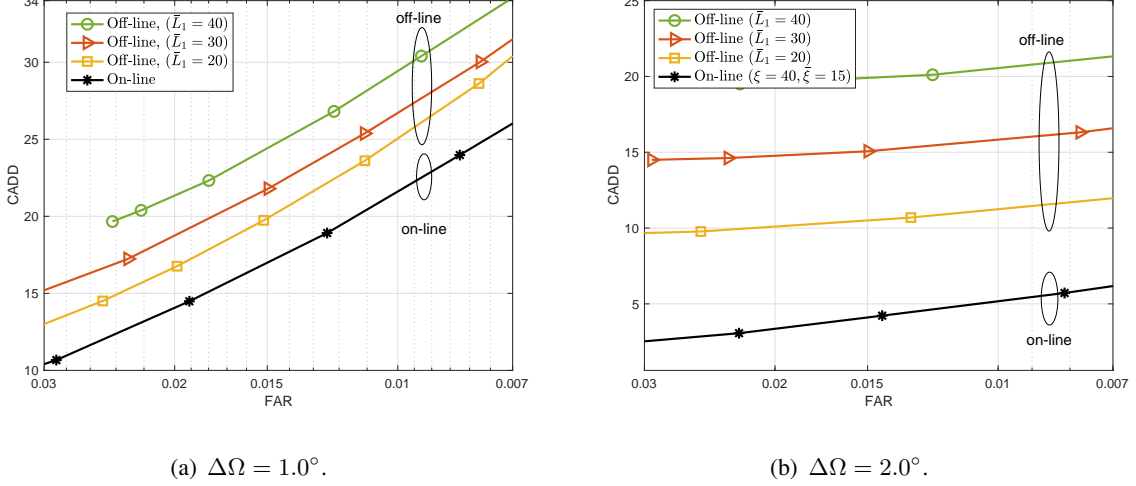 34
30
25
20
15
10
CADD
0.03
0.02
0.015
0.01
0.007
FAR
Off-line, (L̄₁ = 40)
Off-line, (L̄₁ = 30)
Off-line, (L̄₁ = 20)
On-line
off-line
on-line
(a) ΔΩ = 1.0°.
25
20
15
10
5
CADD
0.03
0.02
0.015
0.01
0.007
FAR
Off-line (L̄₁ = 40)
Off-line (L̄₁ = 30)
Off-line (L̄₁ = 20)
On-line (ξ = 40, ξ̄ = 15)
off-line
on-line
(b) ΔΩ = 2.0°.